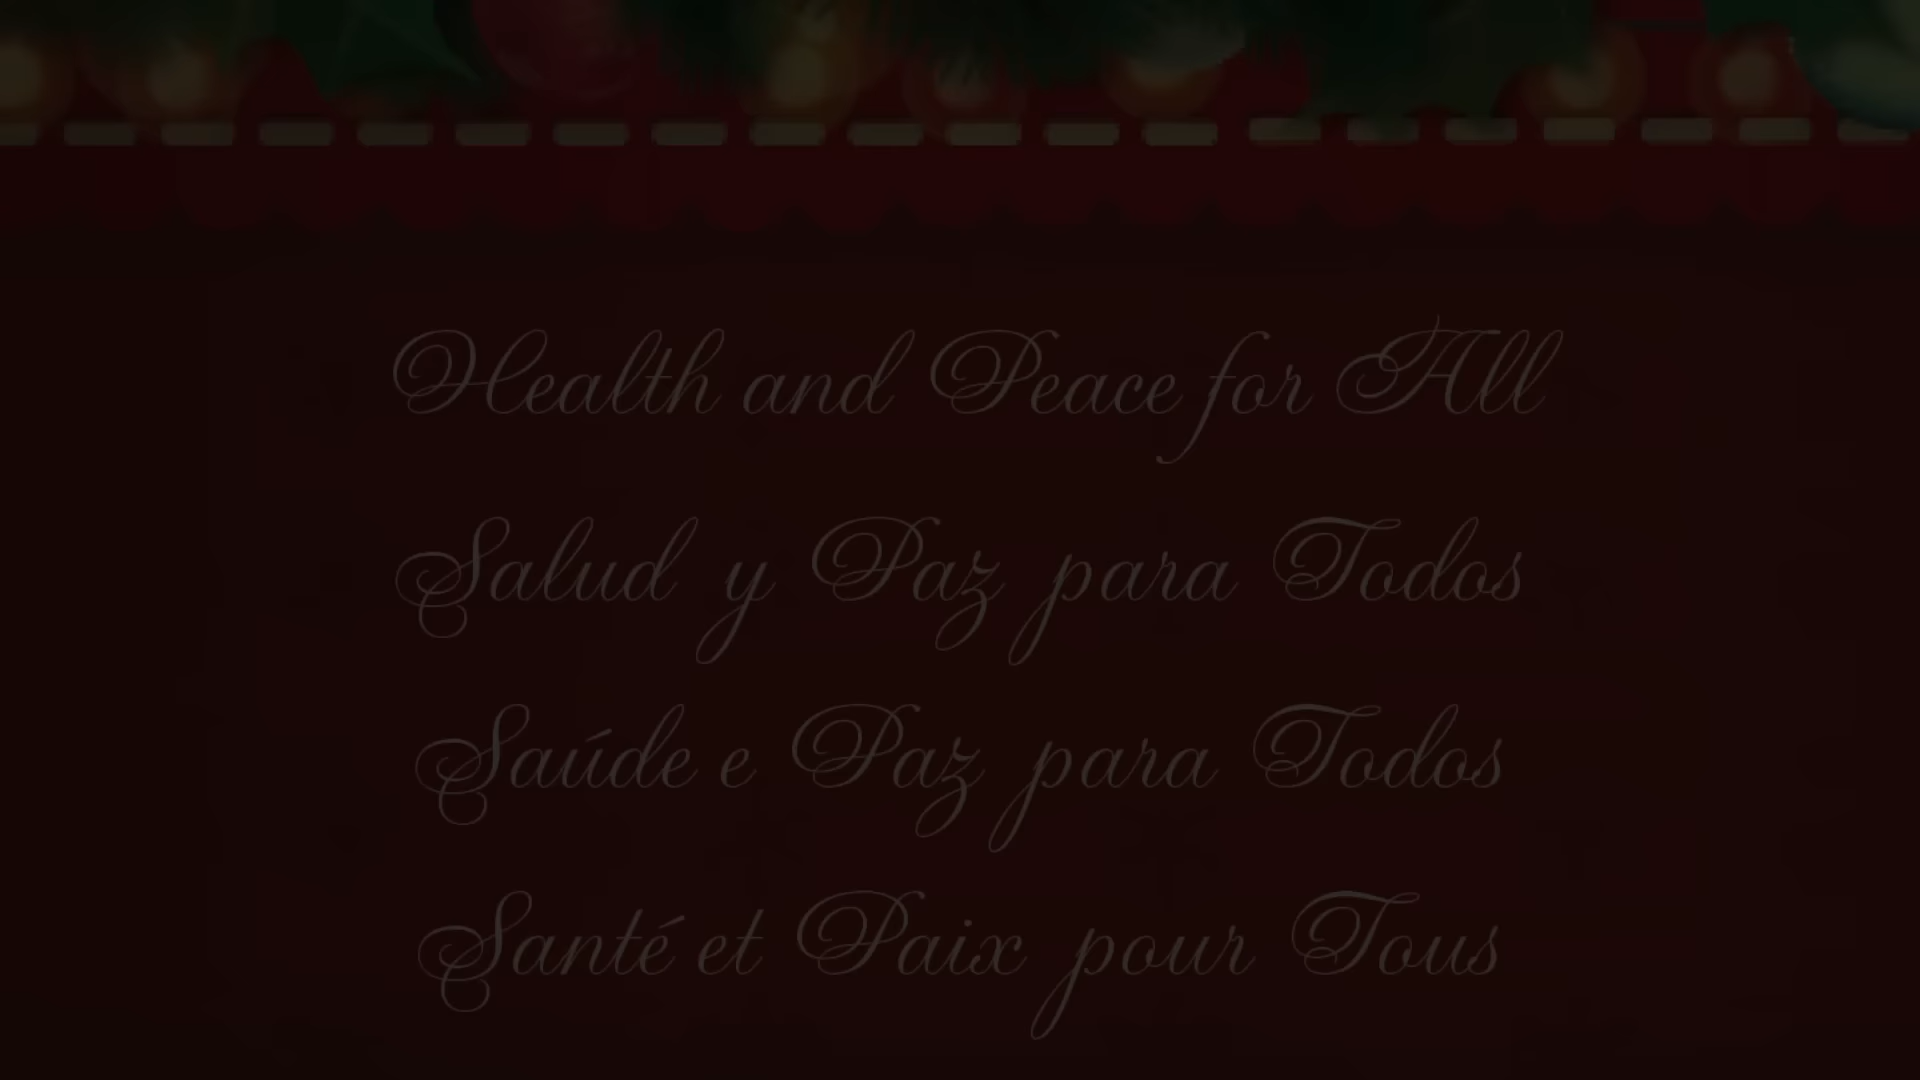 Health and Peace for All
Salud y Paz para Todos
Saúde e Paz para Todos
Santé et Paix pour Tous